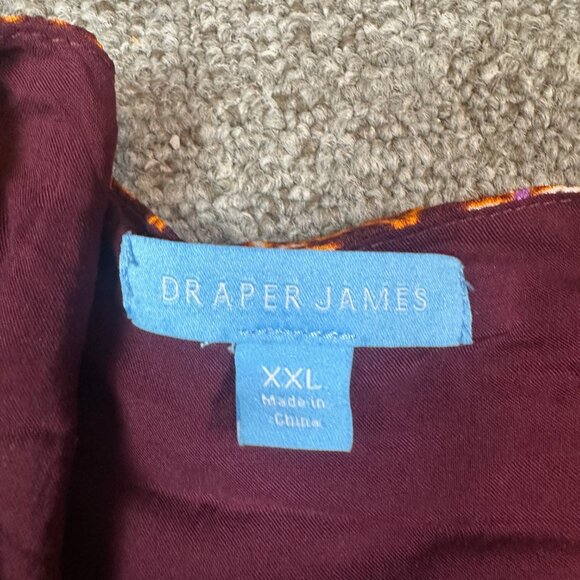 DRAPER JAMES
XXL
Made in
China